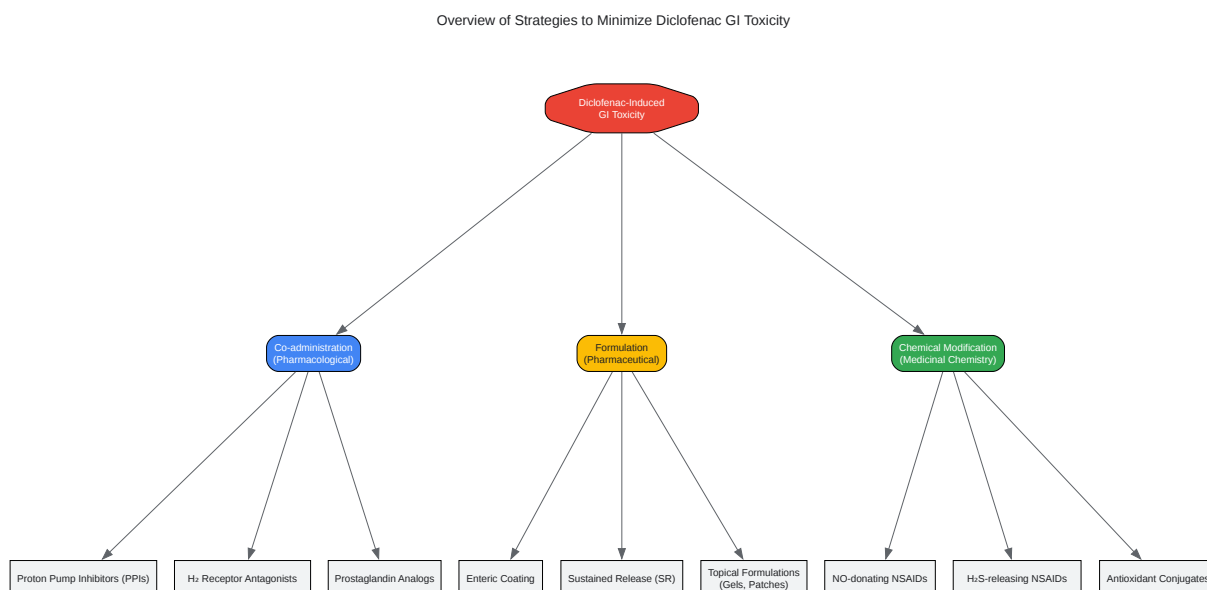 Overview of Strategies to Minimize Diclofenac GI Toxicity
Diclofenac-Induced
GI Toxicity
Co-administration
(Pharmacological)
Formulation
(Pharmaceutical)
Chemical Modification
(Medicinal Chemistry)
Proton Pump Inhibitors (PPIs)
H₂ Receptor Antagonists
Prostaglandin Analogs
Enteric Coating
Sustained Release (SR)
Topical Formulations
(Gels, Patches)
NO-donating NSAIDs
H₂S-releasing NSAIDs
Antioxidant Conjugates